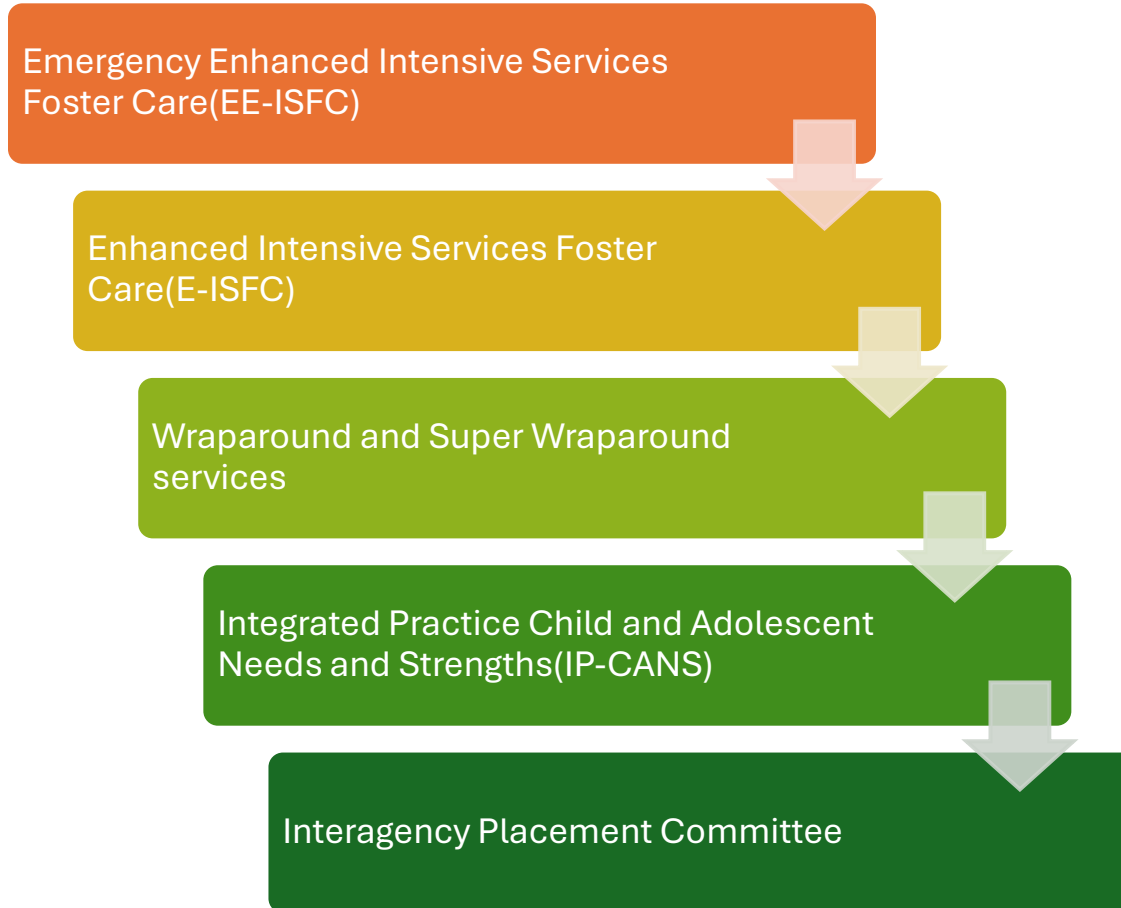 Emergency Enhanced Intensive Services
Foster Care(EE-ISFC)
Enhanced Intensive Services Foster
Care(E-ISFC)
Wraparound and Super Wraparound
services
Integrated Practice Child and Adolescent
Needs and Strengths(IP-CANS)
Interagency Placement Committee